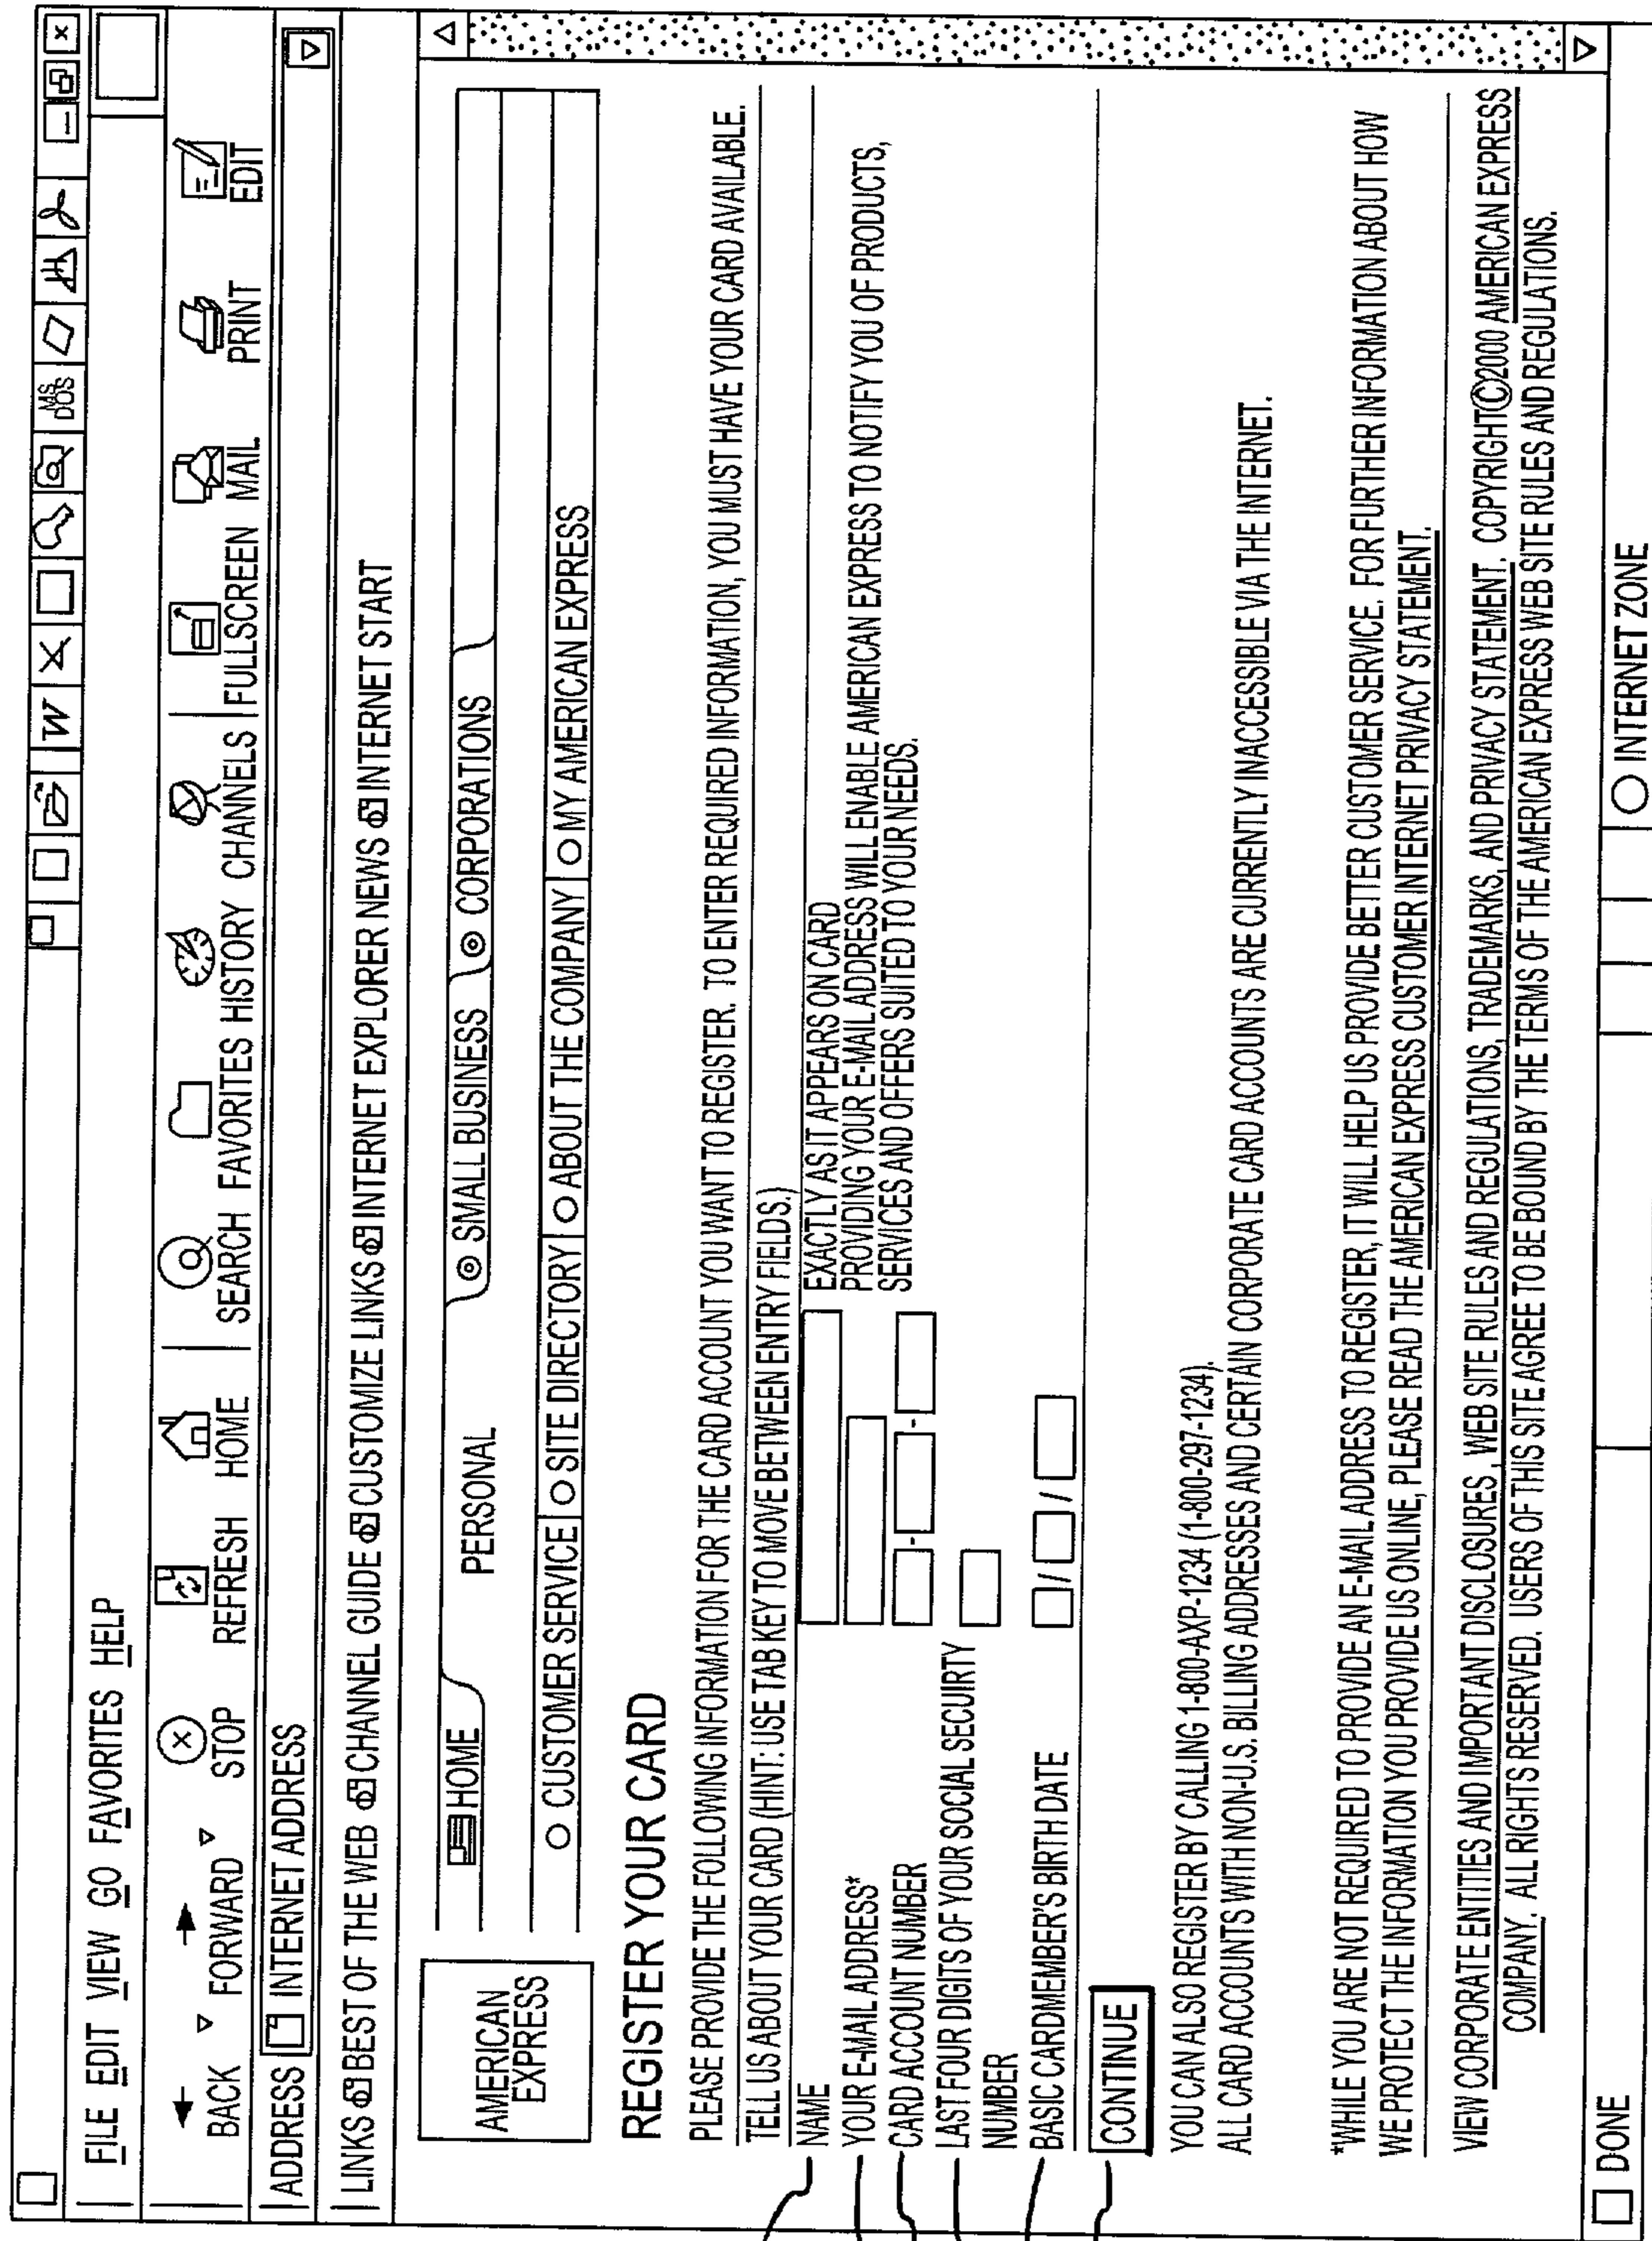 W X MS DOS
FILE EDIT VIEW GO FAVORITES HELP
BACK FORWARD STOP REFRESH HOME SEARCH FAVORITES HISTORY CHANNELS FULLSCREEN MAIL PRINT EDIT
ADDRESS INTERNET ADDRESS
LINKS BEST OF THE WEB CHANNEL GUIDE CUSTOMIZE LINKS INTERNET EXPLORER NEWS INTERNET START
AMERICAN
EXPRESS
HOME PERSONAL SMALL BUSINESS CORPORATIONS
CUSTOMER SERVICE SITE DIRECTORY ABOUT THE COMPANY MY AMERICAN EXPRESS
REGISTER YOUR CARD
PLEASE PROVIDE THE FOLLOWING INFORMATION FOR THE CARD ACCOUNT YOU WANT TO REGISTER. TO ENTER REQUIRED INFORMATION, YOU MUST HAVE YOUR CARD AVAILABLE.
TELL US ABOUT YOUR CARD (HINT: USE TAB KEY TO MOVE BETWEEN ENTRY FIELDS.)
NAME EXACTLY AS IT APPEARS ON CARD
YOUR E-MAIL ADDRESS* PROVIDING YOUR E-MAIL ADDRESS WILL ENABLE AMERICAN EXPRESS TO NOTIFY YOU OF PRODUCTS,
SERVICES AND OFFERS SUITED TO YOUR NEEDS.
CARD ACCOUNT NUMBER - -
LAST FOUR DIGITS OF YOUR SOCIAL SECUIRTY
NUMBER
BASIC CARDMEMBER'S BIRTH DATE / /
CONTINUE
YOU CAN ALSO REGISTER BY CALLING 1-800-AXP-1234 (1-800-297-1234).
ALL CARD ACCOUNTS WITH NON-U.S. BILLING ADDRESSES AND CERTAIN CORPORATE CARD ACCOUNTS ARE CURRENTLY INACCESSIBLE VIA THE INTERNET.
*WHILE YOU ARE NOT REQUIRED TO PROVIDE AN E-MAIL ADDRESS TO REGISTER, IT WILL HELP US PROVIDE BETTER CUSTOMER SERVICE. FOR FURTHER INFORMATION ABOUT HOW
WE PROTECT THE INFORMATION YOU PROVIDE US ONLINE, PLEASE READ THE AMERICAN EXPRESS CUSTOMER INTERNET PRIVACY STATEMENT.
VIEW CORPORATE ENTITIES AND IMPORTANT DISCLOSURES, WEB SITE RULES AND REGULATIONS, TRADEMARKS, AND PRIVACY STATEMENT. COPYRIGHT©2000 AMERICAN EXPRESS
COMPANY. ALL RIGHTS RESERVED. USERS OF THIS SITE AGREE TO BE BOUND BY THE TERMS OF THE AMERICAN EXPRESS WEB SITE RULES AND REGULATIONS.
DONE INTERNET ZONE